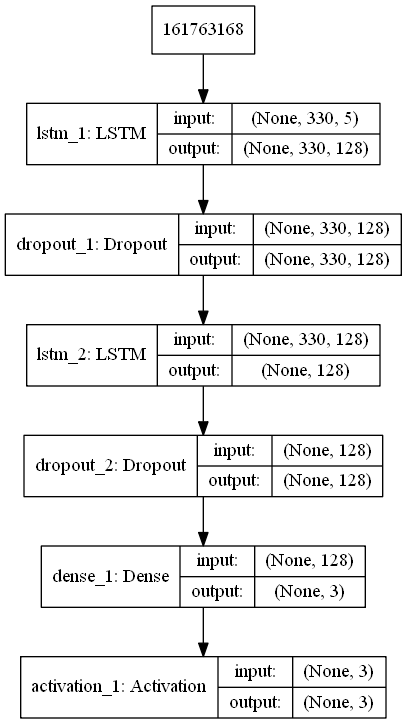 161763168
lstm_1: LSTM
input: (None, 330, 5)
output: (None, 330, 128)
dropout_1: Dropout
input: (None, 330, 128)
output: (None, 330, 128)
lstm_2: LSTM
input: (None, 330, 128)
output: (None, 128)
dropout_2: Dropout
input: (None, 128)
output: (None, 128)
dense_1: Dense
input: (None, 128)
output: (None, 3)
activation_1: Activation
input: (None, 3)
output: (None, 3)